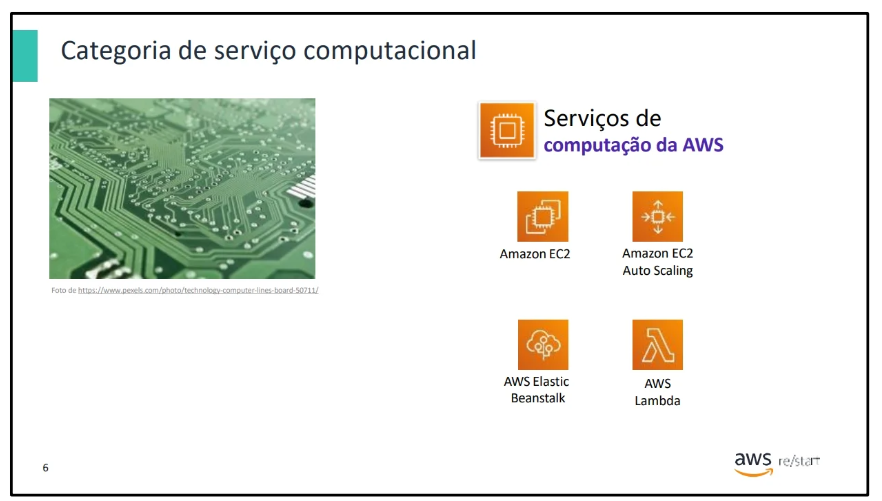 Categoria de serviço computacional
Serviços de
computação da AWS
Amazon EC2
Amazon EC2
Auto Scaling
Foto de https://www.pexels.com/photo/technology-computer-lines-board-50711/
AWS Elastic
Beanstalk
AWS
Lambda
6
aws re/start